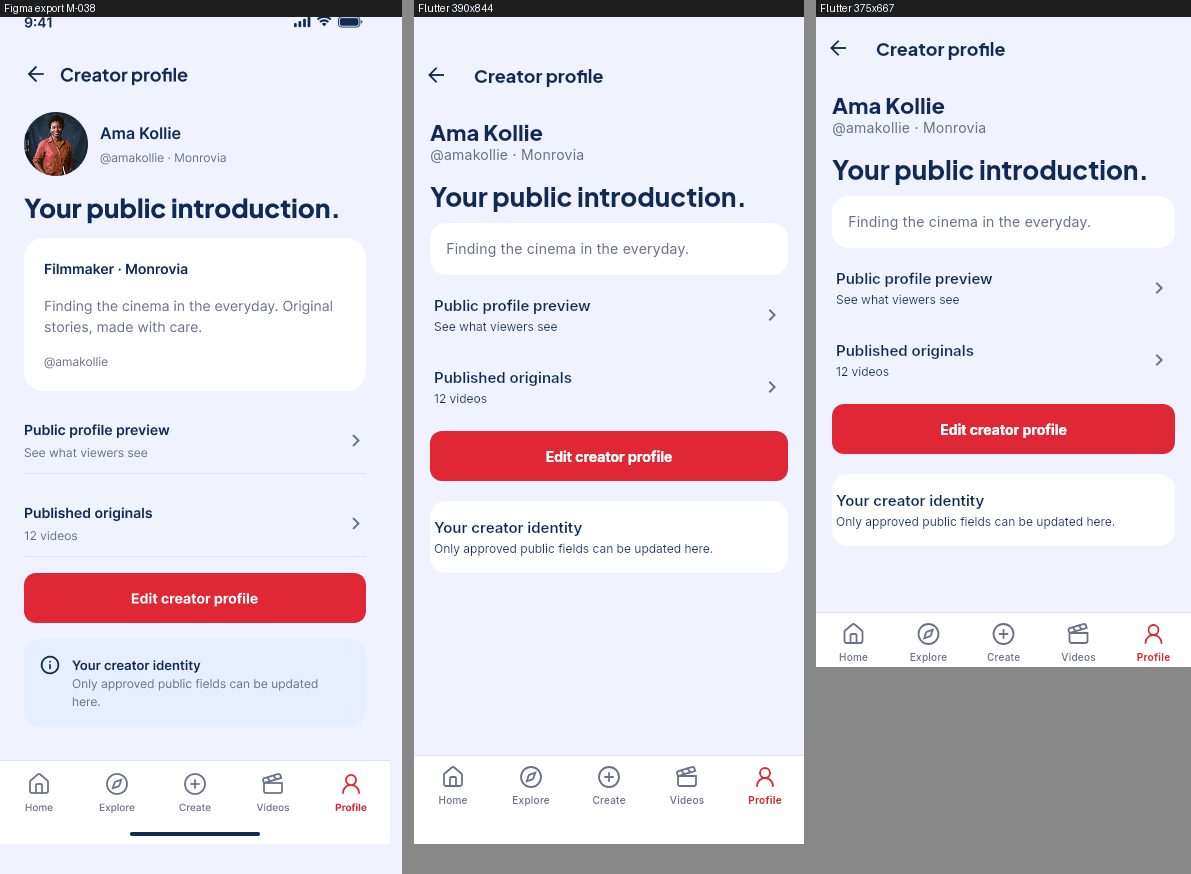 Figma export M-038
9:41
Creator profile
Ama Kollie
@amakollie · Monrovia
Your public introduction.
Filmmaker · Monrovia
Finding the cinema in the everyday. Original
stories, made with care.
@amakollie
Public profile preview
See what viewers see
Published originals
12 videos
Edit creator profile
Your creator identity
Only approved public fields can be updated
here.
Home
Explore
Create
Videos
Profile
Flutter 390x844
Creator profile
Ama Kollie
@amakollie · Monrovia
Your public introduction.
Finding the cinema in the everyday.
Public profile preview
See what viewers see
Published originals
12 videos
Edit creator profile
Your creator identity
Only approved public fields can be updated here.
Home
Explore
Create
Videos
Profile
Flutter 375x667
Creator profile
Ama Kollie
@amakollie · Monrovia
Your public introduction.
Finding the cinema in the everyday.
Public profile preview
See what viewers see
Published originals
12 videos
Edit creator profile
Your creator identity
Only approved public fields can be updated here.
Home
Explore
Create
Videos
Profile